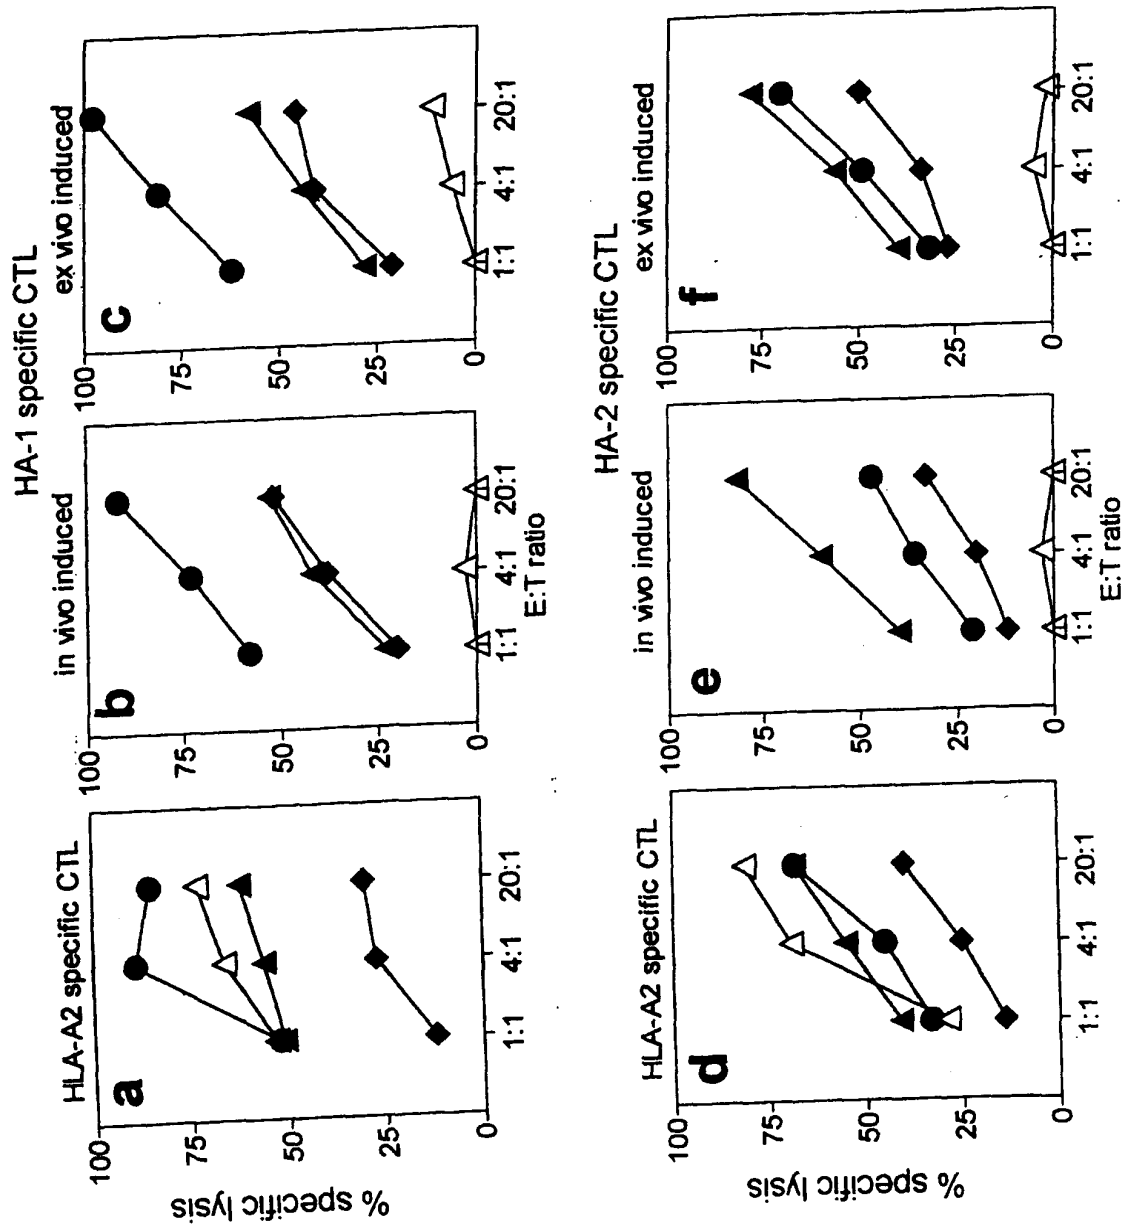 HA-1 specific CTL
HLA-A2 specific CTL
in vivo induced
ex vivo induced
a
b
c
% specific lysis
100
75
50
25
0
1:1
4:1
20:1
100
75
50
25
0
1:1
4:1
20:1
E:T ratio
100
75
50
25
0
1:1
4:1
20:1
HA-2 specific CTL
HLA-A2 specific CTL
in vivo induced
ex vivo induced
d
e
f
% specific lysis
100
75
50
25
0
1:1
4:1
20:1
100
75
50
25
0
1:1
4:1
20:1
E:T ratio
100
75
50
25
0
1:1
4:1
20:1